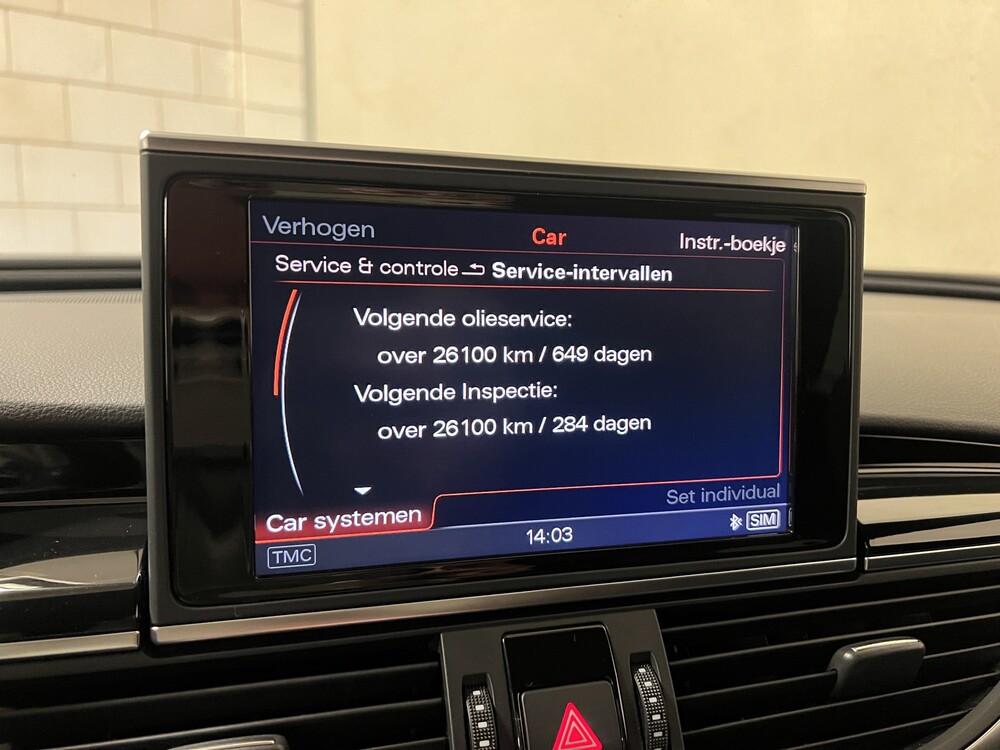 Verhogen
Car
Instr.-boekje
Service & controle Service-intervallen
Volgende olieservice:
over 26100 km / 649 dagen
Volgende Inspectie:
over 26100 km / 284 dagen
Set individual
Car systemen
14:03
SIM
TMC